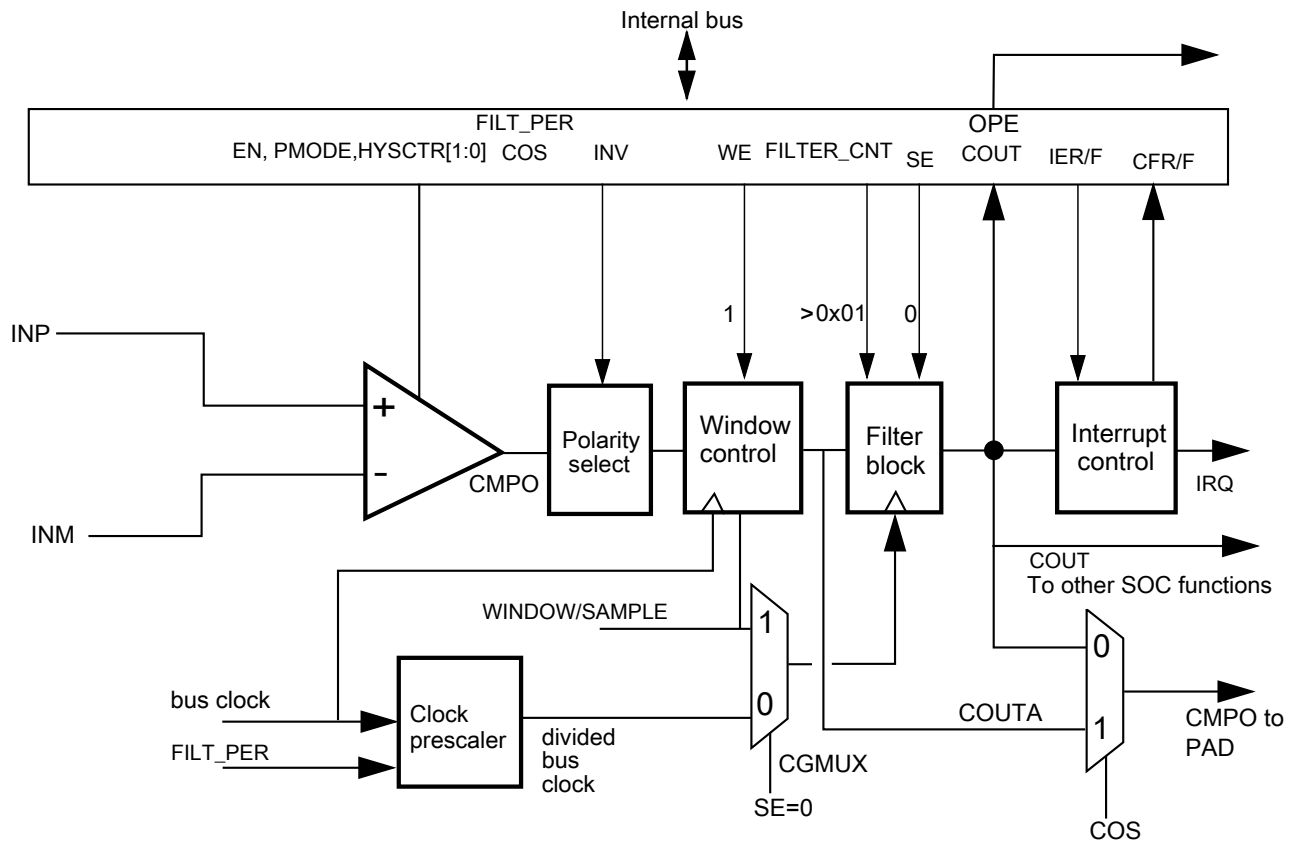 Internal bus
FILT_PER
OPE
EN, PMODE,HYSCTR[1:0]
COS
INV
WE
FILTER_CNT
SE
COUT
IER/F
CFR/F
1
>0x01
0
INP
+
-
INM
CMPO
Polarity
select
Window
control
Filter
block
Interrupt
control
IRQ
COUT
To other SOC functions
WINDOW/SAMPLE
1
0
CGMUX
SE=0
bus clock
FILT_PER
Clock
prescaler
divided
bus
clock
COUTA
0
1
CMPO to
PAD
COS